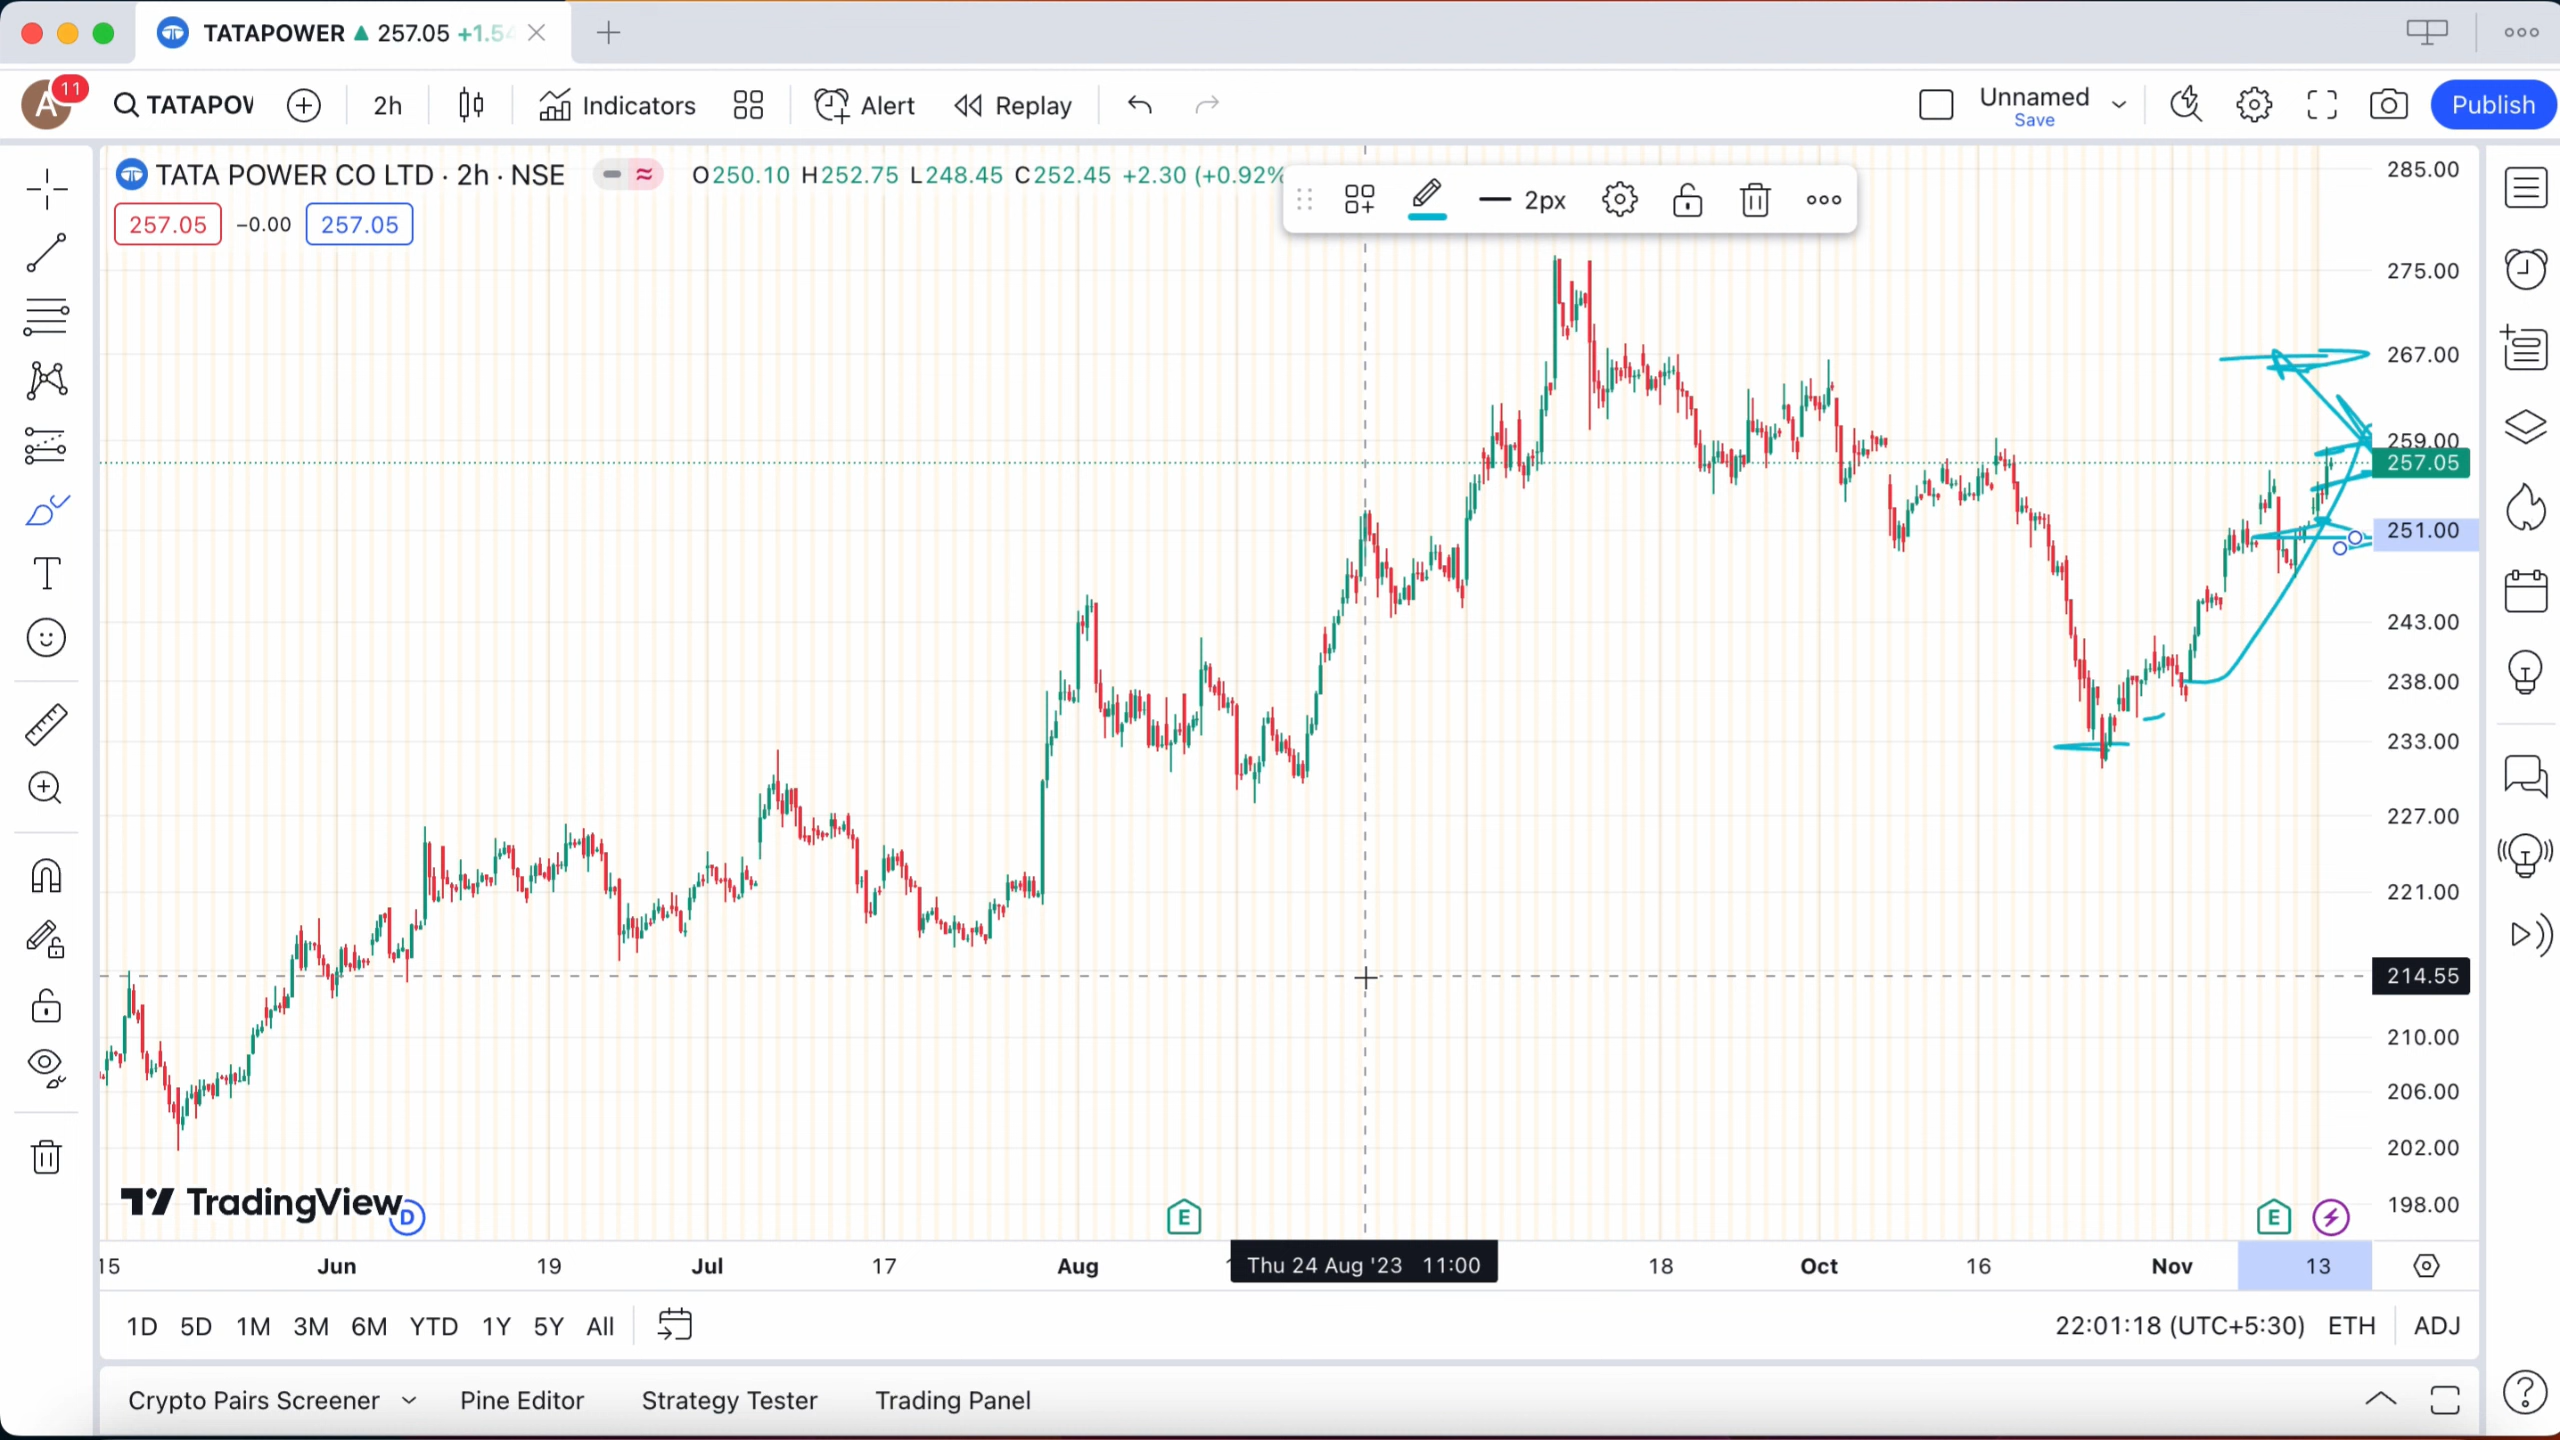 TATAPOWER ▲ 257.05 +1.54
A 11 TATAPOW 2h Indicators Alert Replay Unnamed Publish
Save
TATA POWER CO LTD · 2h · NSE O250.10 H252.75 L248.45 C252.45 +2.30 (+0.92%
257.05 −0.00 257.05
2px
285.00
275.00
267.00
259.00
257.05
251.00
243.00
238.00
233.00
227.00
221.00
214.55
210.00
206.00
202.00
198.00
TradingView
D E E
15 Jun 19 Jul 17 Aug Thu 24 Aug '23 11:00 18 Oct 16 Nov 13
1D 5D 1M 3M 6M YTD 1Y 5Y All 22:01:18 (UTC+5:30) ETH ADJ
Crypto Pairs Screener Pine Editor Strategy Tester Trading Panel